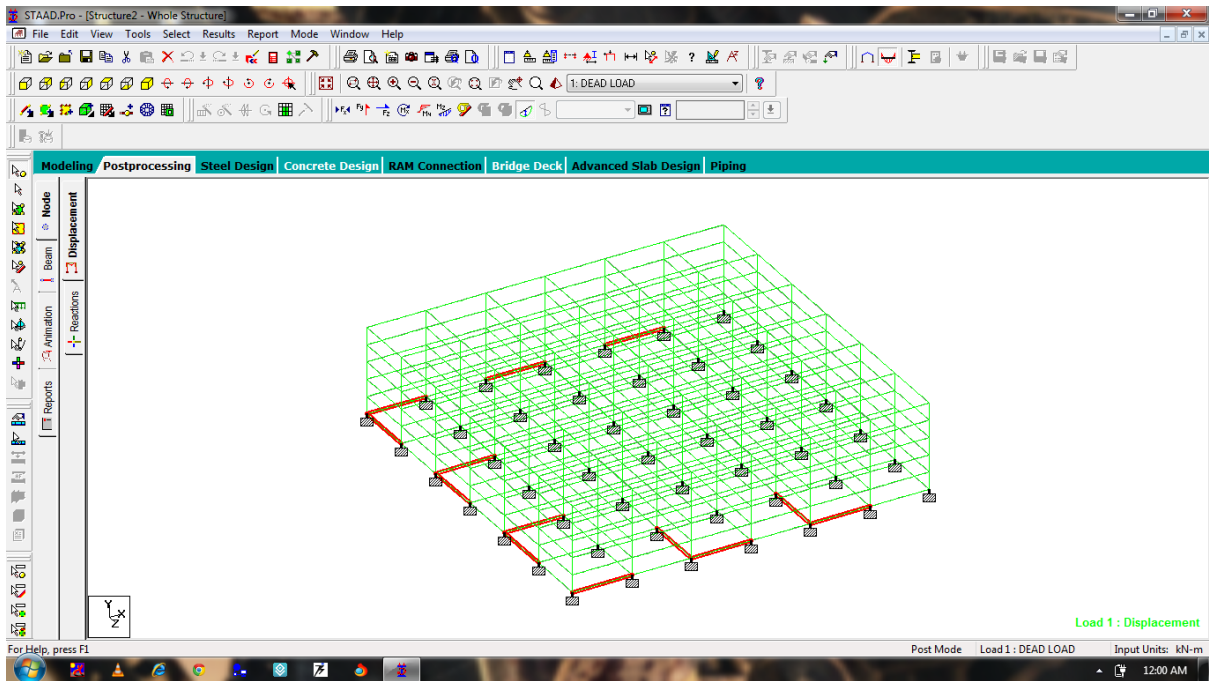 STAAD.Pro - [Structure2 - Whole Structure]
File Edit View Tools Select Results Report Mode Window Help
1: DEAD LOAD
Modeling Postprocessing Steel Design Concrete Design RAM Connection Bridge Deck Advanced Slab Design Piping
Node
Beam
Animation
Reports
Displacement
Reactions
Y
X
Z
Load 1 : Displacement
For Help, press F1
Post Mode Load 1 : DEAD LOAD Input Units: kN-m
12:00 AM